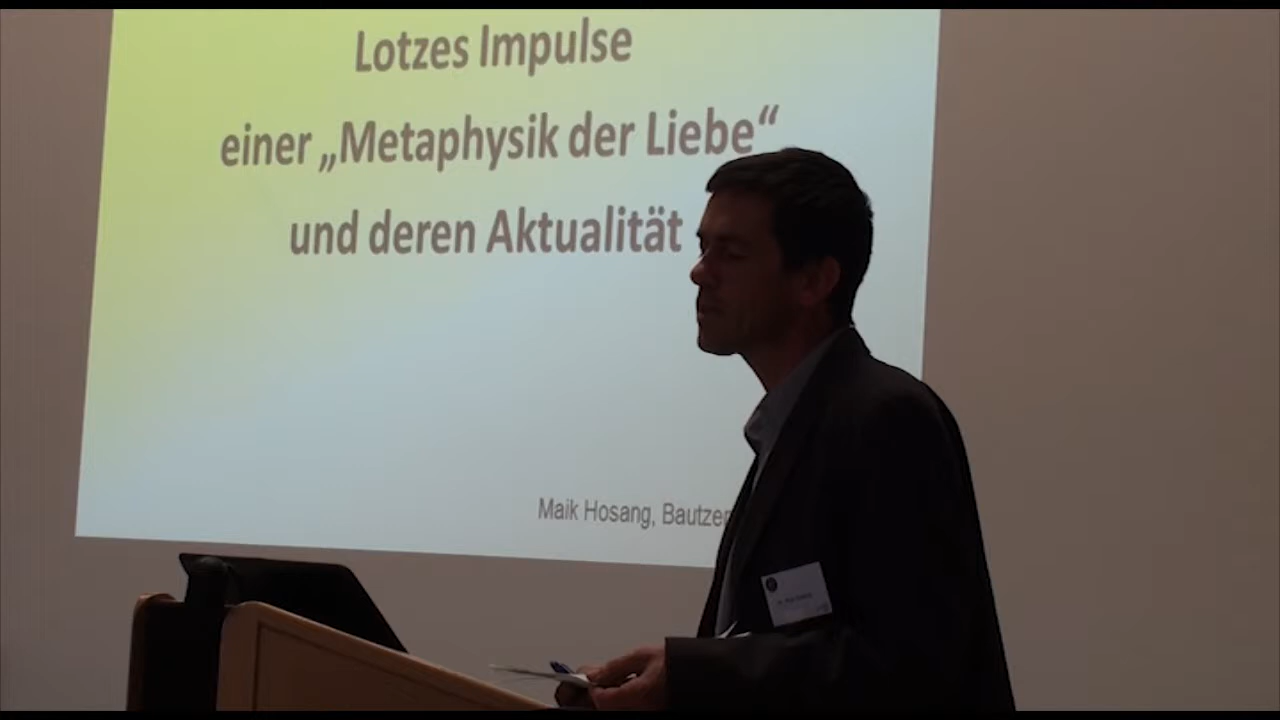 Lotzes Impulse
einer „Metaphysik der Liebe“
und deren Aktualität
Maik Hosang, Bautzen